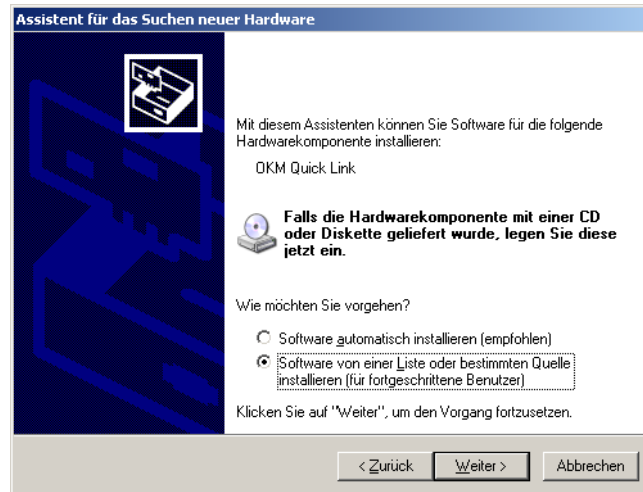 Assistent für das Suchen neuer Hardware
Mit diesem Assistenten können Sie Software für die folgende
Hardwarekomponente installieren:
OKM Quick Link
Falls die Hardwarekomponente mit einer CD
oder Diskette geliefert wurde, legen Sie diese
jetzt ein.
Wie möchten Sie vorgehen?
Software automatisch installieren (empfohlen)
Software von einer Liste oder bestimmten Quelle
installieren (für fortgeschrittene Benutzer)
Klicken Sie auf "Weiter", um den Vorgang fortzusetzen.
< Zurück Weiter > Abbrechen